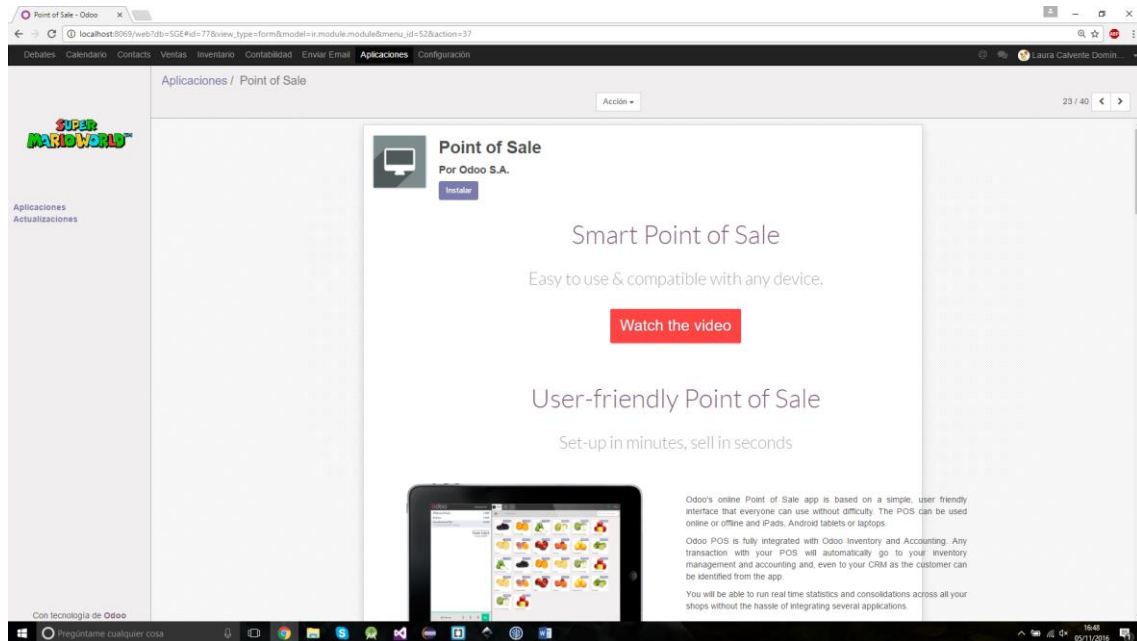 Point of Sale - Odoo
localhost:8069/web?db=SGE#id=77&view_type=form&model=ir.module.module&menu_id=52&action=37
Debates Calendario Contacts Ventas Inventario Contabilidad Enviar Email Aplicaciones Configuración
Laura Calvente Domín...
Aplicaciones / Point of Sale
Acción
23 / 40
SUPER
MARIO WORLD
Point of Sale
Por Odoo S.A.
Instalar
Aplicaciones
Actualizaciones
Smart Point of Sale
Easy to use & compatible with any device.
Watch the video
User-friendly Point of Sale
Set-up in minutes, sell in seconds
odoo
Odoo's online Point of Sale app is based on a simple, user friendly
interface that everyone can use without difficulty. The POS can be used
online or offline and iPads, Android tablets or laptops.
Odoo POS is fully integrated with Odoo Inventory and Accounting. Any
transaction with your POS will automatically go to your inventory
management and accounting and, even to your CRM as the customer can
be identified from the app.
You will be able to run real time statistics and consolidations across all your
shops without the hassle of integrating several applications.
Con tecnología de Odoo
Pregúntame cualquier cosa
16:48
05/11/2016